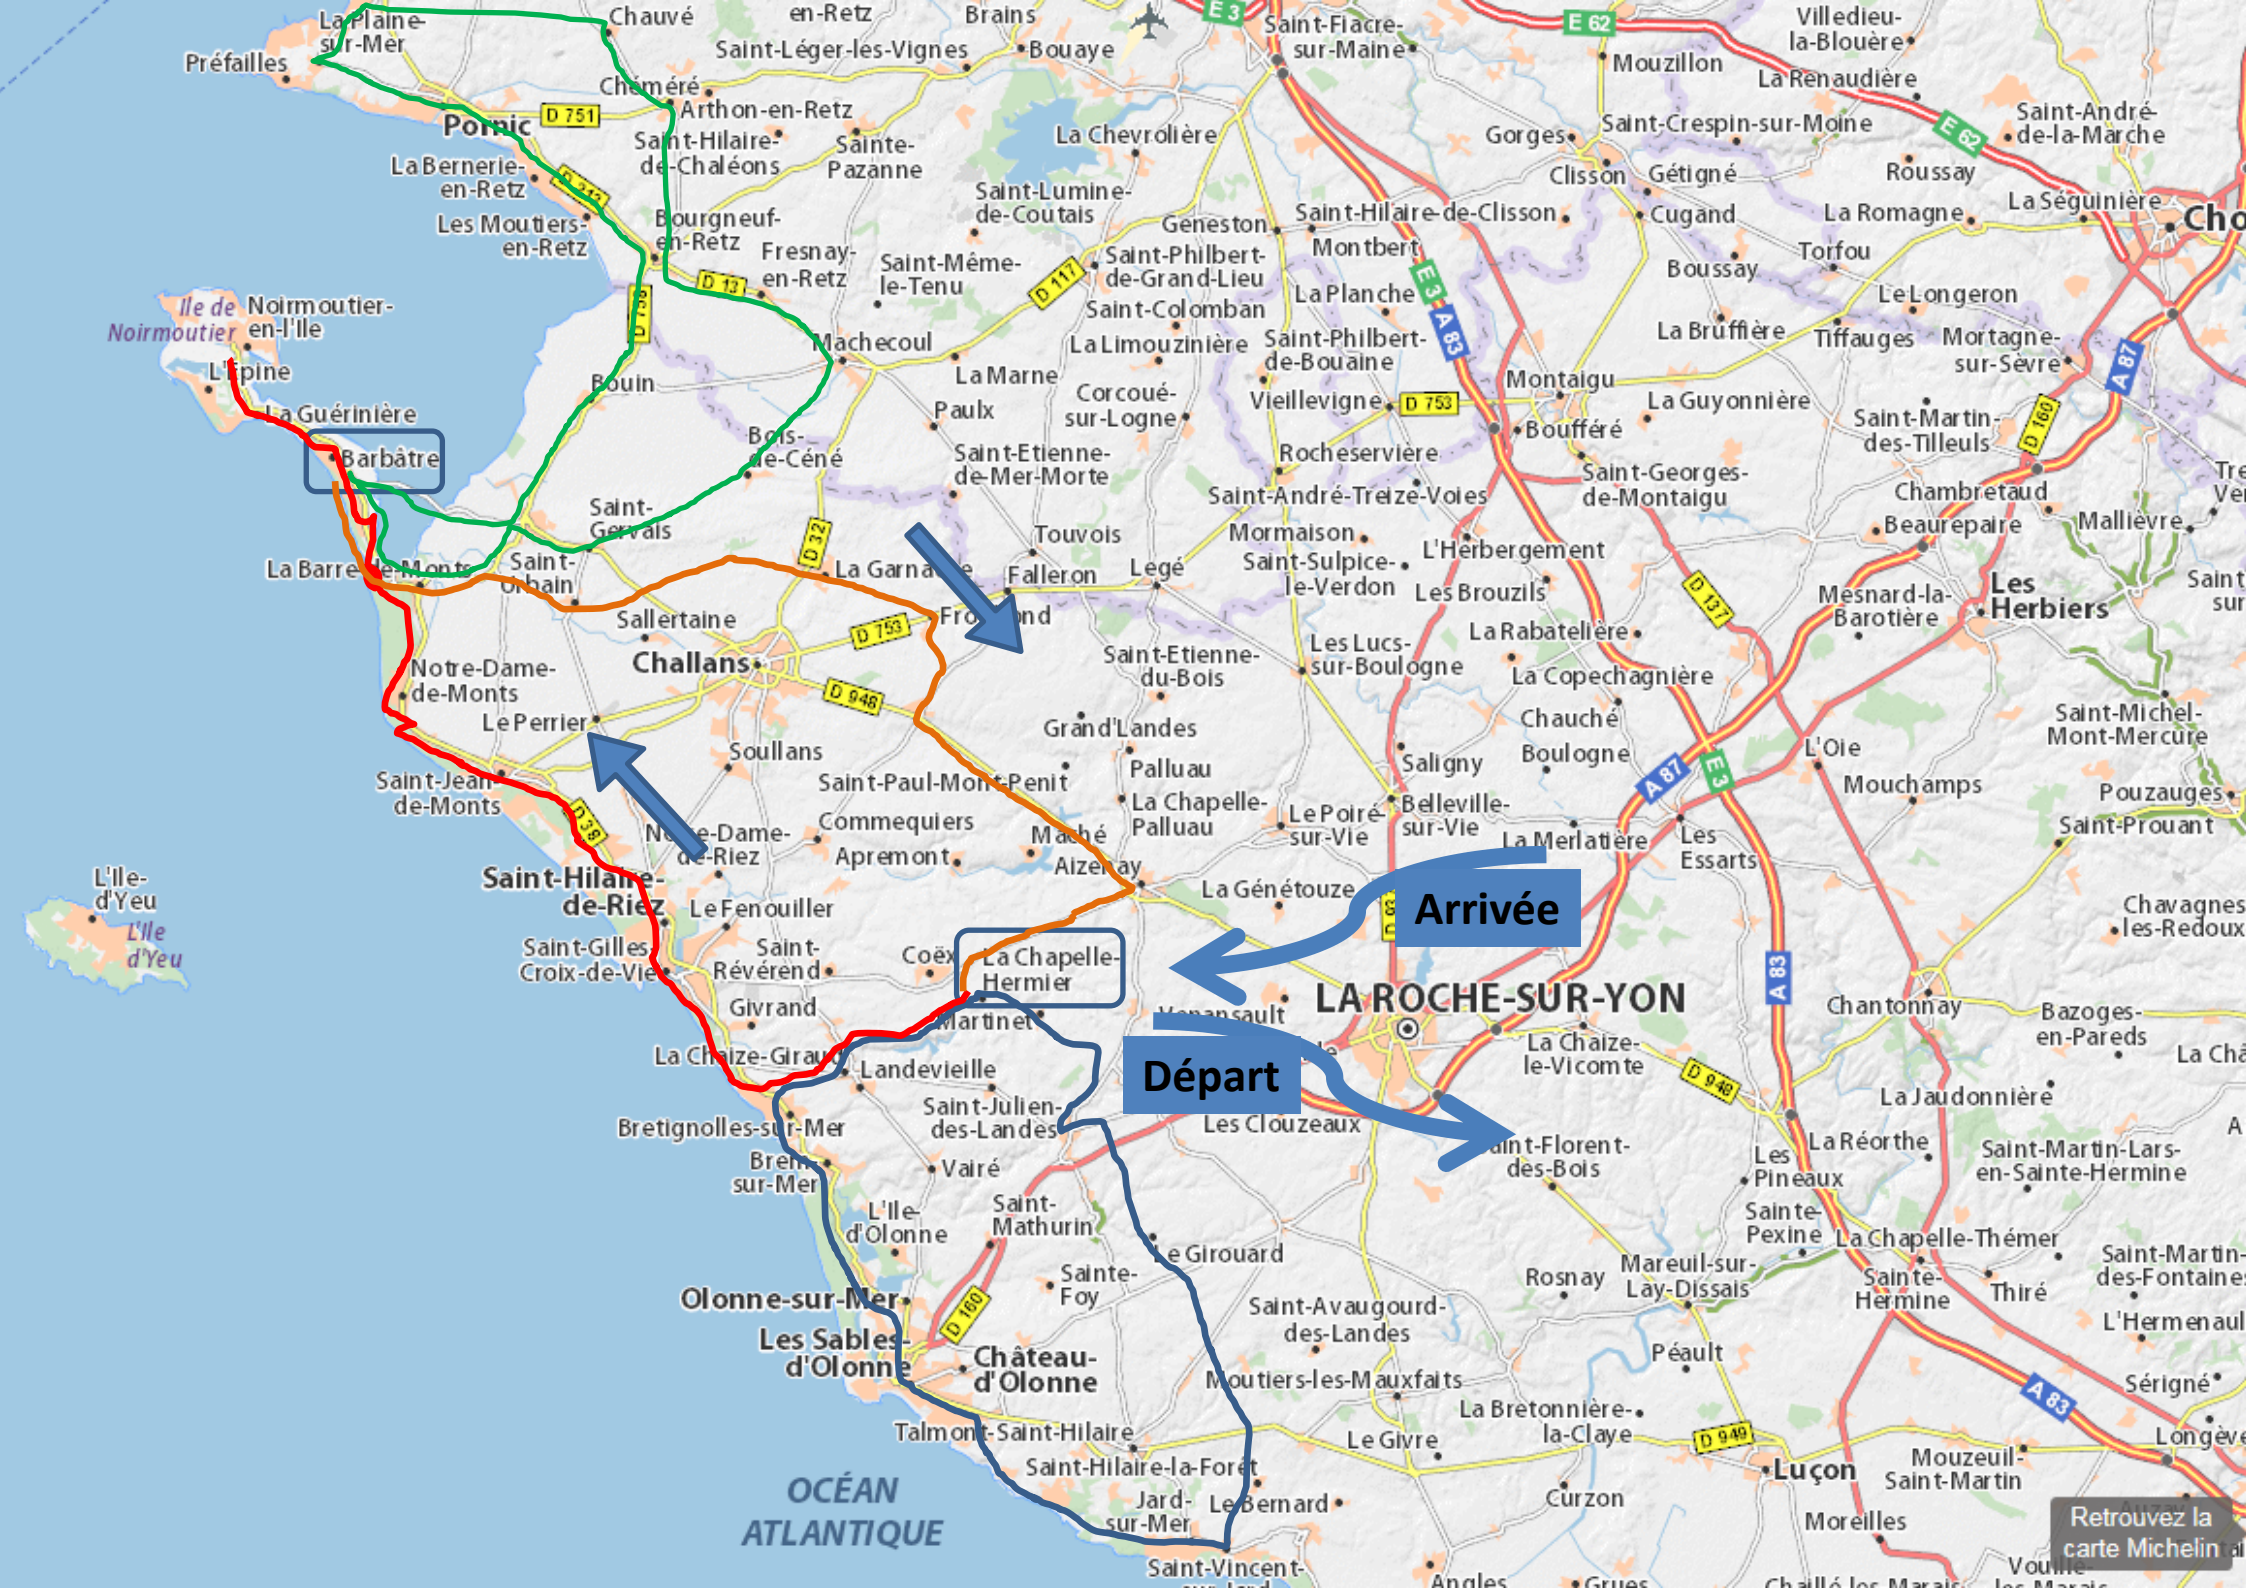 La Plaine-
sur-Mer
Préfailles
Chauvé
en-Retz
Brains
E 3
Saint-Fiacre-
sur-Maine
E 62
Villedieu-
la-Blouère
Saint-Léger-les-Vignes
Bouaye
Mouzillon
La Renaudière
Chéméré
Arthon-en-Retz
D 751
Pornic
Saint-Hilaire-
de-Chaléons
Sainte-
Pazanne
La Chevrolière
Gorges
Saint-Crespin-sur-Moine
E 62
Saint-André-
de-la-Marche
La Bernerie-
en-Retz
D 213
Clisson
Gétigné
Roussay
Les Moutiers-
en-Retz
Bourgneuf-
en-Retz
Saint-Lumine-
de-Coutais
Geneston
Saint-Hilaire-de-Clisson
Cugand
La Romagne
La Séguinière
Fresnay-
en-Retz
D 13
Saint-Même-
le-Tenu
D 117
Saint-Philbert-
de-Grand-Lieu
Montbert
Boussay
Torfou
Ile de
Noirmoutier
Noirmoutier-
en-l'Ile
D 758
Saint-Colomban
La Planche
E 3
A 83
Le Longeron
La Bruffière
Tiffauges
Mortagne-
sur-Sèvre
A 87
L'Epine
Machecoul
La Limouzinière
Saint-Philbert-
de-Bouaine
La Guérinière
Bouin
La Marne
Paulx
Corcoué-
sur-Logne
Vieillevigne
D 753
Montaigu
La Guyonnière
Boufféré
Saint-Martin-
des-Tilleuls
D 160
Barbâtre
Bois-
de-Céné
Saint-Etienne-
de-Mer-Morte
Rocheservière
Saint-Georges-
de-Montaigu
Saint-André-Treize-Voies
Chambretaud
Beaurepaire
Mallièvre
Saint-
Gervais
D 32
Touvois
Mormaison
L'Herbergement
La Barre-de-Monts
Saint-
Urbain
La Garnache
Falleron
Legé
Saint-Sulpice-
le-Verdon
Les Brouzils
D 137
Mesnard-la-
Barotière
Les
Herbiers
Sallertaine
D 753
Froidfond
Saint-Etienne-
du-Bois
Les Lucs-
sur-Boulogne
La Rabatelière
Challans
D 948
La Copechagnière
Notre-Dame-
de-Monts
Le Perrier
Grand'Landes
Chauché
Saint-Michel-
Mont-Mercure
Soullans
Palluau
Saligny
Boulogne
L'Oie
Saint-Jean-
de-Monts
Saint-Paul-Mont-Penit
A 87
E 3
Mouchamps
Pouzauges
D 38
Commequiers
La Chapelle-
Palluau
Le Poiré-
sur-Vie
Belleville-
sur-Vie
Saint-Prouant
Notre-Dame-
de-Riez
Apremont
Maché
Aizenay
La Merlatière
Les
Essarts
Saint-Hilaire-
de-Riez
Le Fenouiller
La Génétouze
Arrivée
L'Ile-
d'Yeu
L'Ile
d'Yeu
Chavagnes-
les-Redoux
Saint-Gilles-
Croix-de-Vie
Saint-
Révérend
Coëx
La Chapelle-
Hermier
A 83
Givrand
Martinet
Venansault
LA ROCHE-SUR-YON
Chantonnay
Bazoges-
en-Pareds
La Chaize-Giraud
Landevieille
Départ
La Chaize-
le-Vicomte
D 948
La Jaudonnière
Bretignolles-sur-Mer
Saint-Julien-
des-Landes
Les Clouzeaux
Saint-Florent-
des-Bois
Les
Pineaux
La Réorthe
Saint-Martin-Lars-
en-Sainte-Hermine
Brem-
sur-Mer
Vairé
L'Ile-
d'Olonne
Saint-
Mathurin
Le Girouard
Sainte-
Pexine
La Chapelle-Thémer
Saint-Martin-
des-Fontaines
Sainte-
Foy
Rosnay
Mareuil-sur-
Lay-Dissais
Sainte-
Hermine
Thiré
Olonne-sur-Mer
D 160
Saint-Avaugourd-
des-Landes
L'Hermenault
Les Sables-
d'Olonne
Château-
d'Olonne
Péault
Moutiers-les-Mauxfaits
A 83
Sérigné
Talmont-Saint-Hilaire
La Bretonnière-
la-Claye
Le Givre
D 949
Mouzeuil-
Saint-Martin
Longève
Saint-Hilaire-la-Forêt
Luçon
OCÉAN
ATLANTIQUE
Jard-
sur-Mer
Le Bernard
Curzon
Moreilles
Retrouvez la
carte Michelin
Saint-Vincent-
Angles
Grues